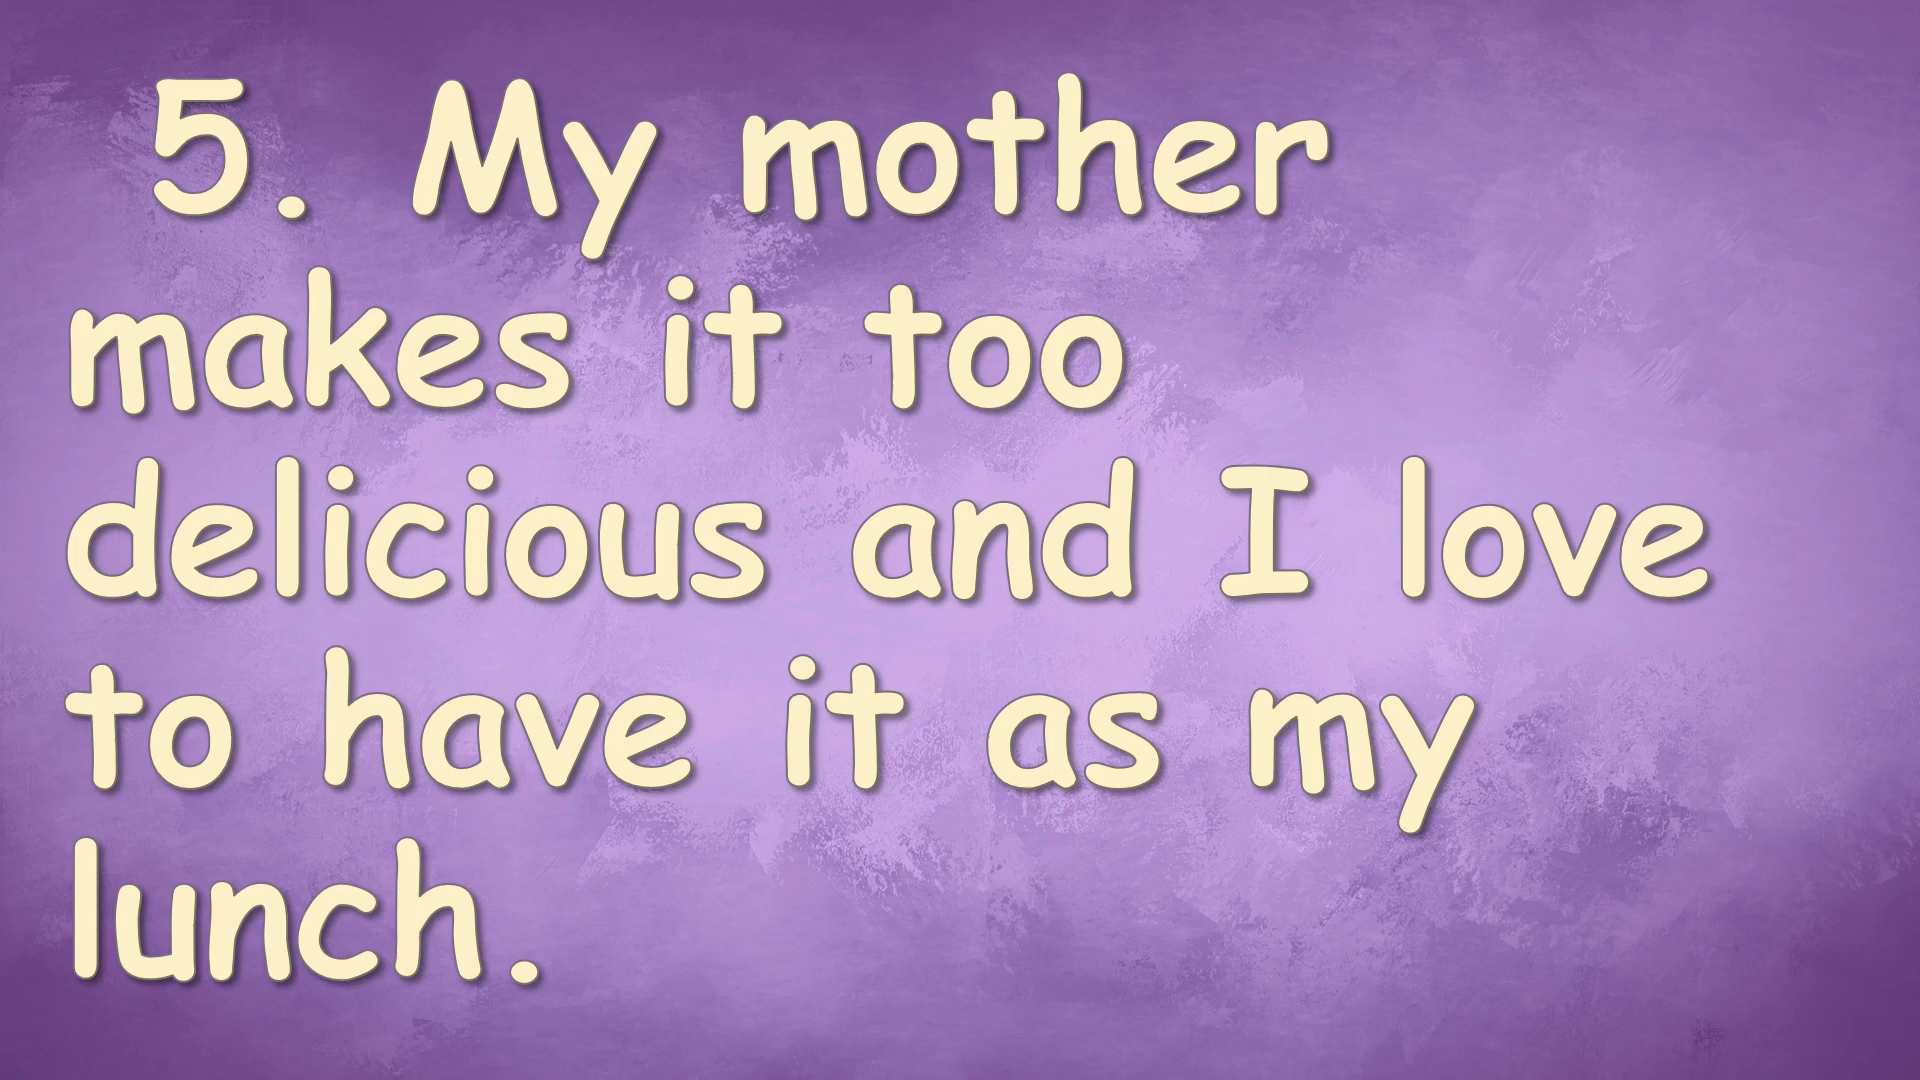 5. My mother
makes it too
delicious and I love
to have it as my
lunch.